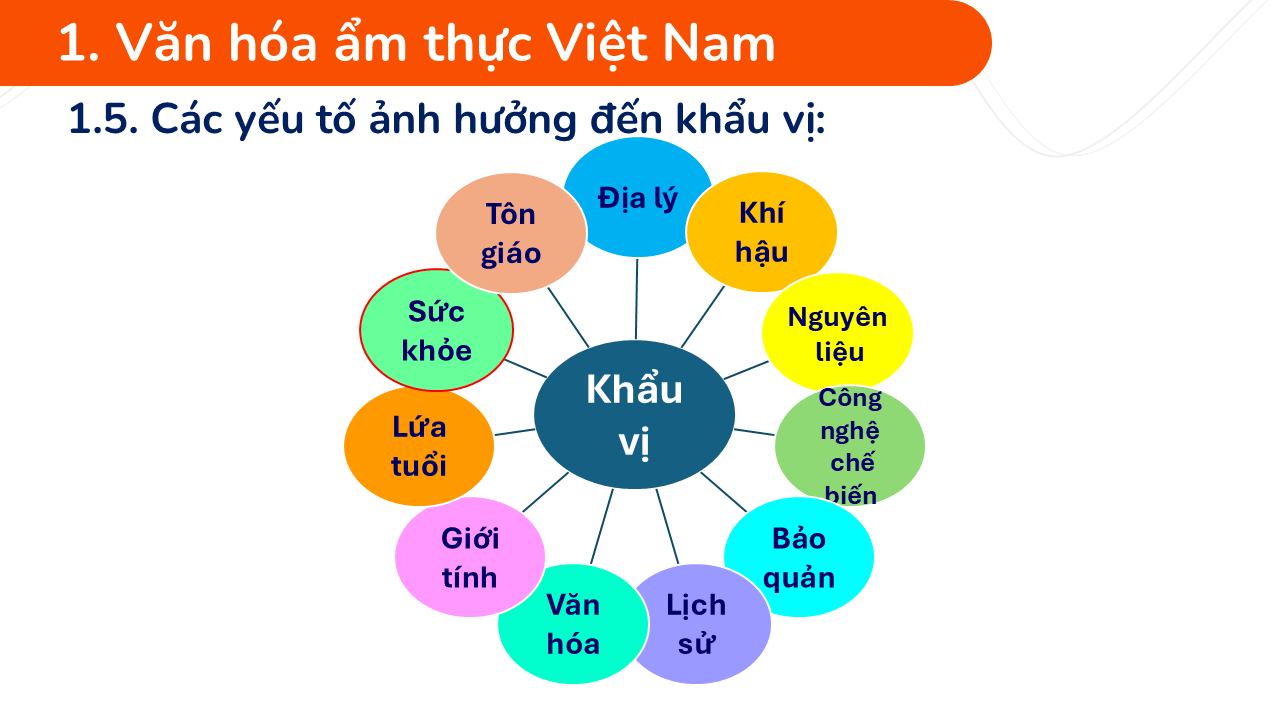 1. Văn hóa ẩm thực Việt Nam
1.5. Các yếu tố ảnh hưởng đến khẩu vị:
Địa lý
Khí
hậu
Nguyên
liệu
Công
nghệ
chế
biến
Bảo
quản
Lịch
sử
Văn
hóa
Giới
tính
Lứa
tuổi
Sức
khỏe
Tôn
giáo
Khẩu
vị